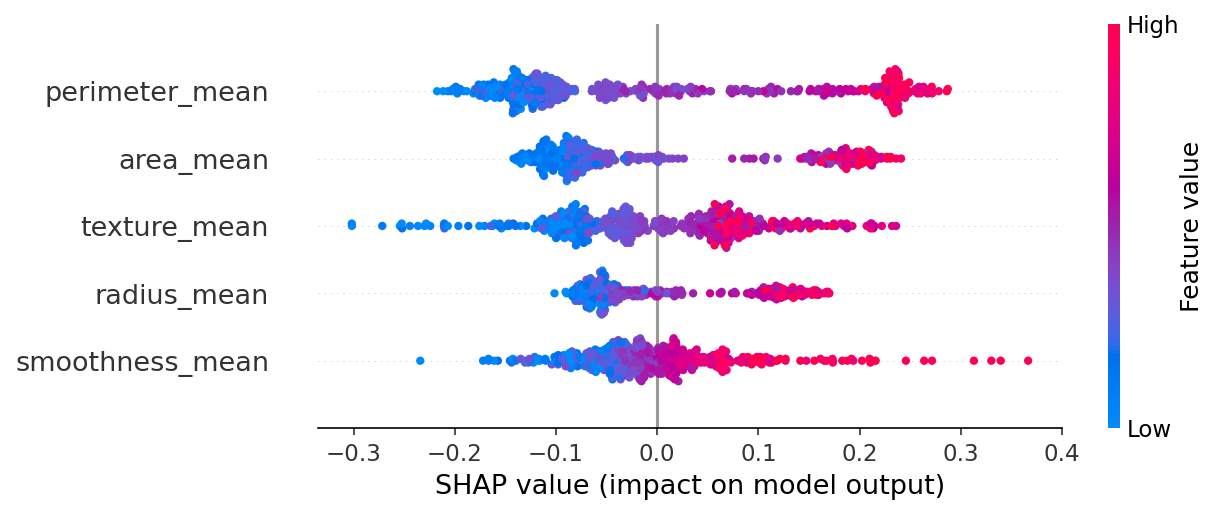 High
perimeter_mean
area_mean
texture_mean
radius_mean
smoothness_mean
Feature value
Low
−0.3 −0.2 −0.1 0.0 0.1 0.2 0.3 0.4
SHAP value (impact on model output)